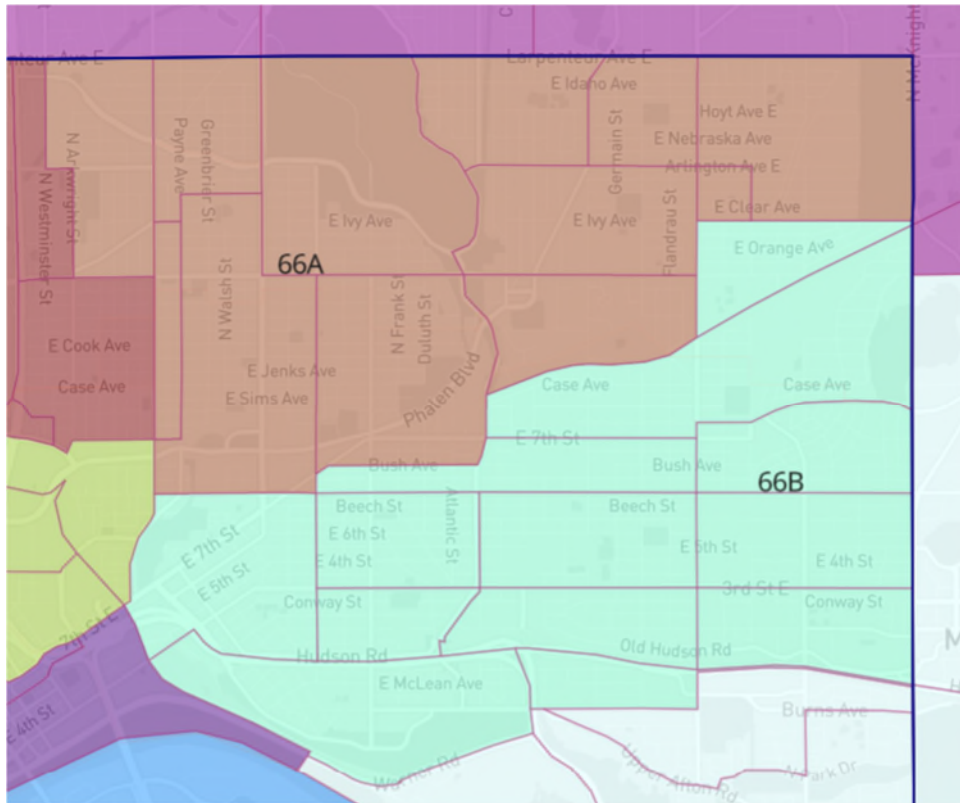 nteur Ave E
Larpenteur Ave E
N McKnight
E Idaho Ave
Hoyt Ave E
Germain St
E Nebraska Ave
N Arkwright St
Payne Ave
Greenbrier St
Arlington Ave E
N Westminster St
E Clear Ave
E Ivy Ave
E Ivy Ave
Flandrau St
E Orange Ave
66A
N Walsh St
N Frank St
Duluth St
E Cook Ave
E Jenks Ave
Case Ave
Case Ave
Case Ave
E Sims Ave
Phalen Blvd
E 7th St
Bush Ave
Bush Ave
66B
Beech St
Beech St
Atlantic St
E 7th St
E 6th St
E 5th St
E 4th St
E 4th St
E 5th St
3rd St E
Conway St
Conway St
7th St E
Hudson Rd
Old Hudson Rd
E McLean Ave
E 4th St
Burns Ave
Warner Rd
Upper Afton Rd
N Park Dr
M
H